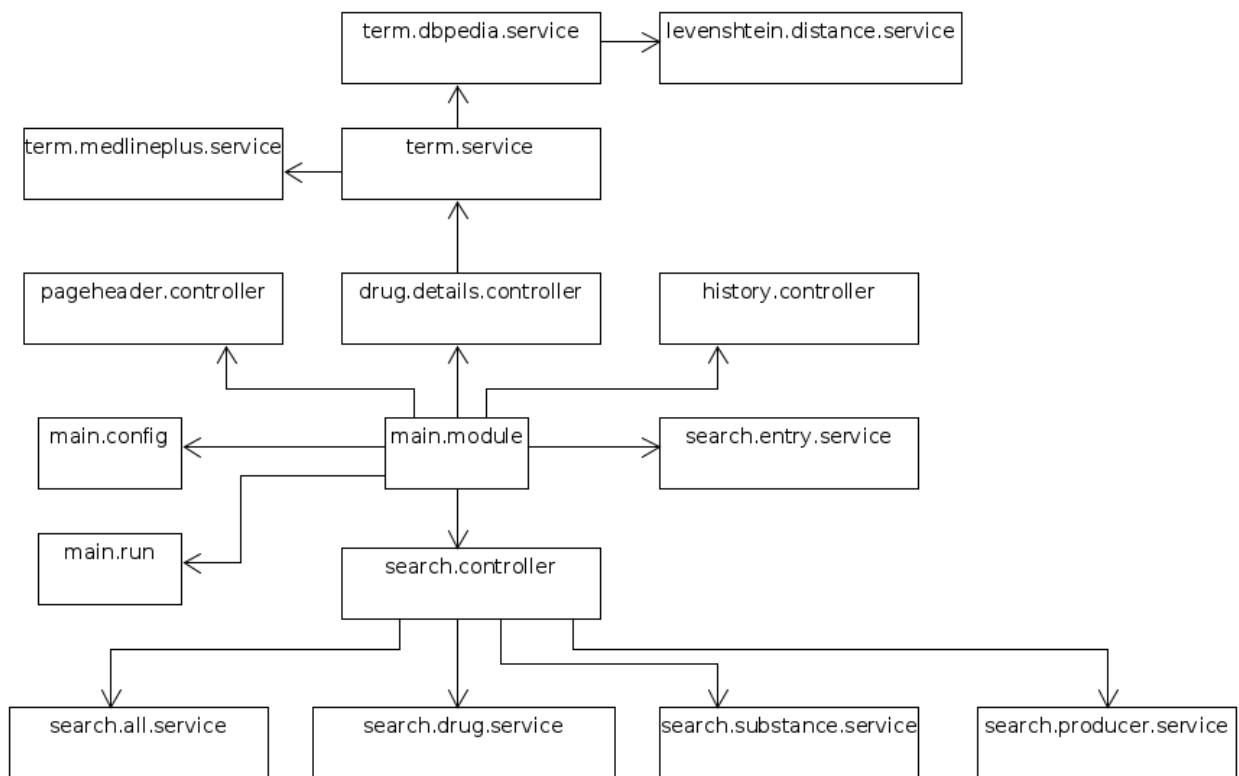 term.dbpedia.service
levenshtein.distance.service
term.medlineplus.service
term.service
pageheader.controller
drug.details.controller
history.controller
main.config
main.module
search.entry.service
main.run
search.controller
search.all.service
search.drug.service
search.substance.service
search.producer.service